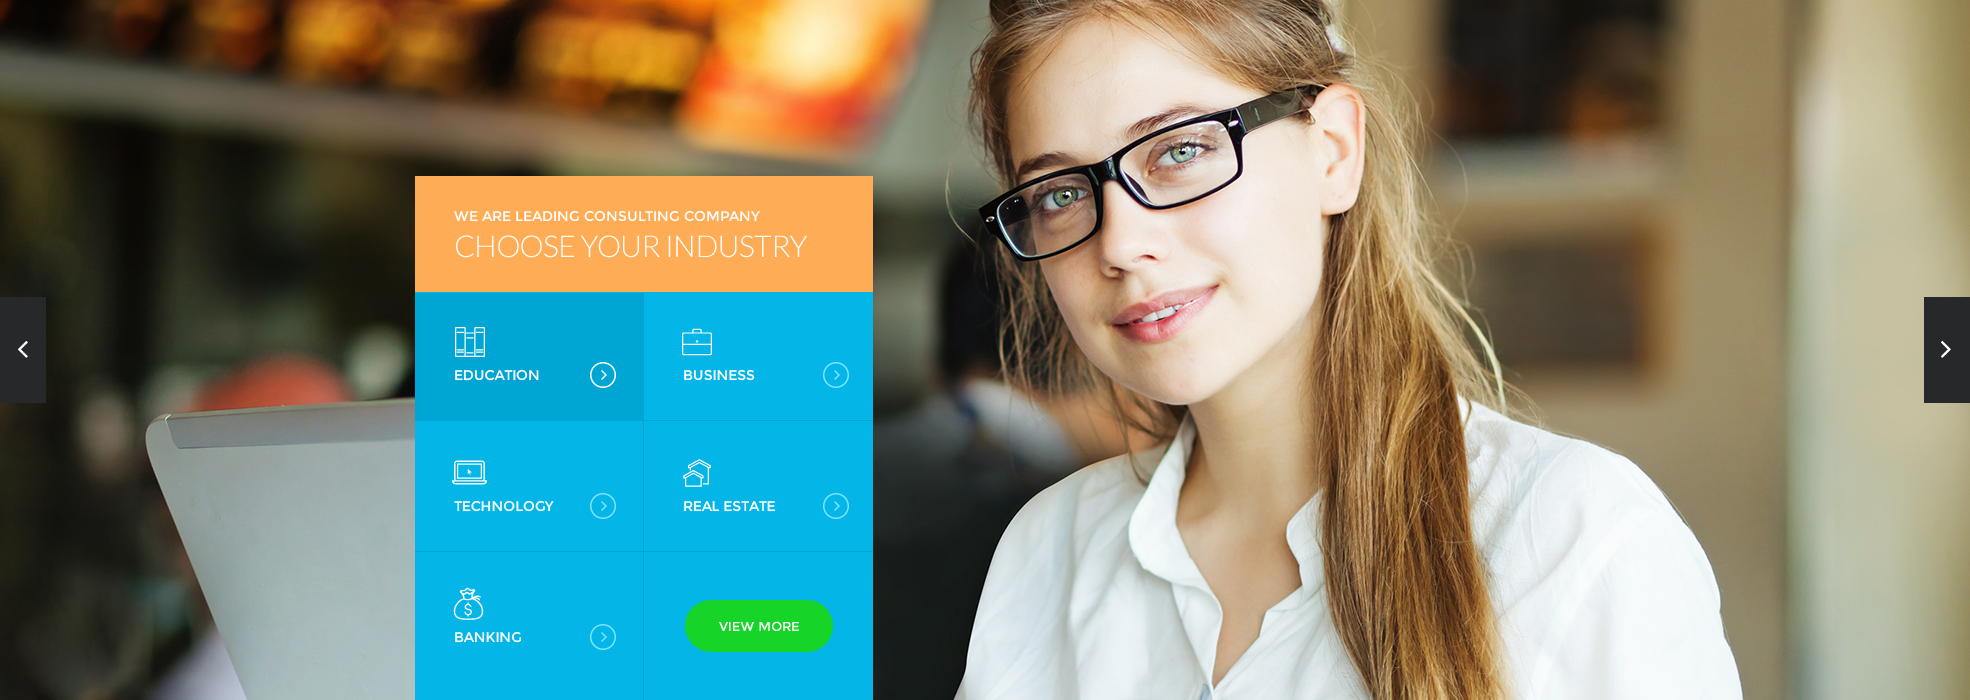 WE ARE LEADING CONSULTING COMPANY
CHOOSE YOUR INDUSTRY
EDUCATION
BUSINESS
TECHNOLOGY
REAL ESTATE
BANKING
VIEW MORE